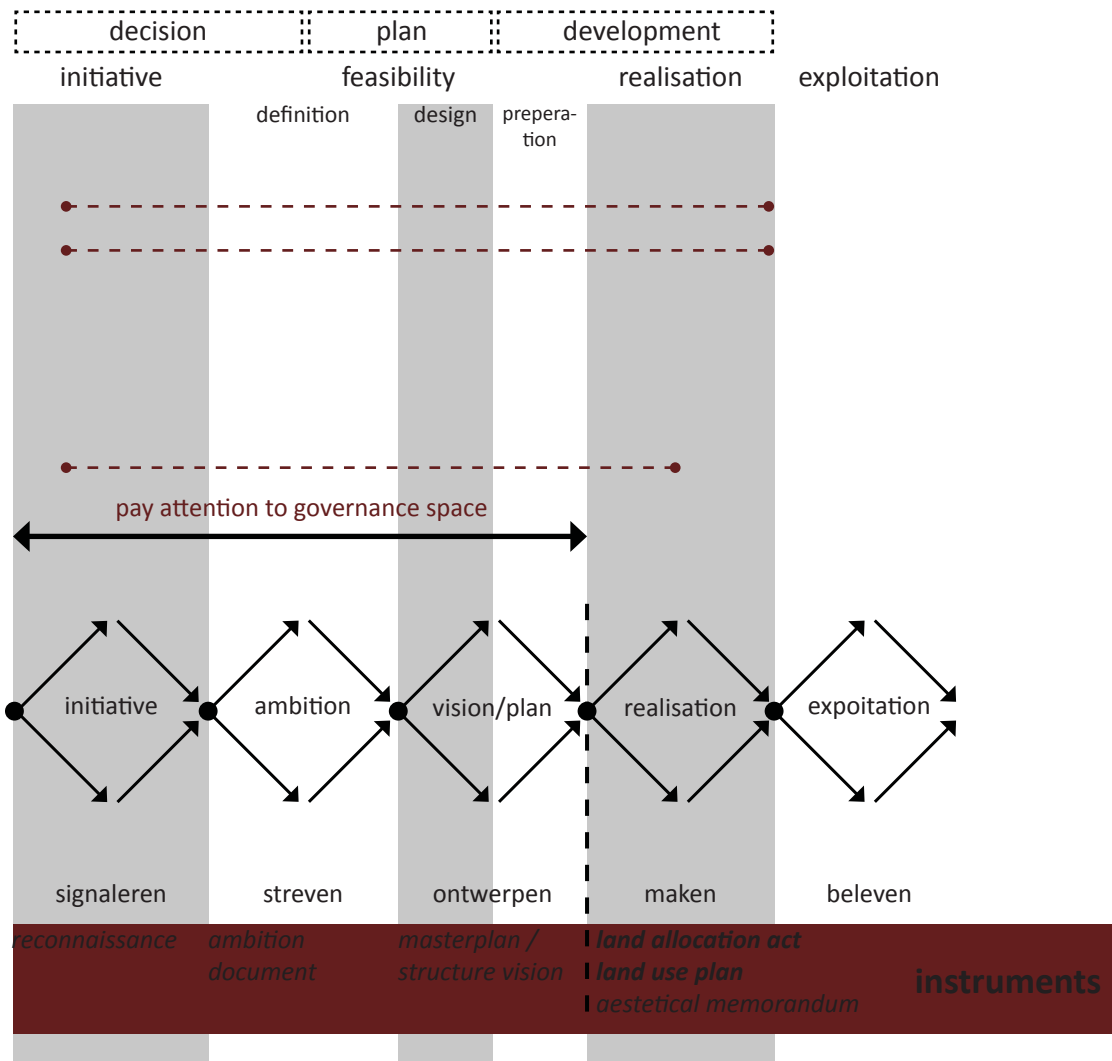 decision plan development
initiative feasibility realisation exploitation
definition design prepera-
tion
pay attention to governance space
initiative ambition vision/plan realisation expoitation
signaleren streven ontwerpen maken beleven
reconnaissance ambition masterplan / land allocation act
document structure vision land use plan instruments
aestetical memorandum